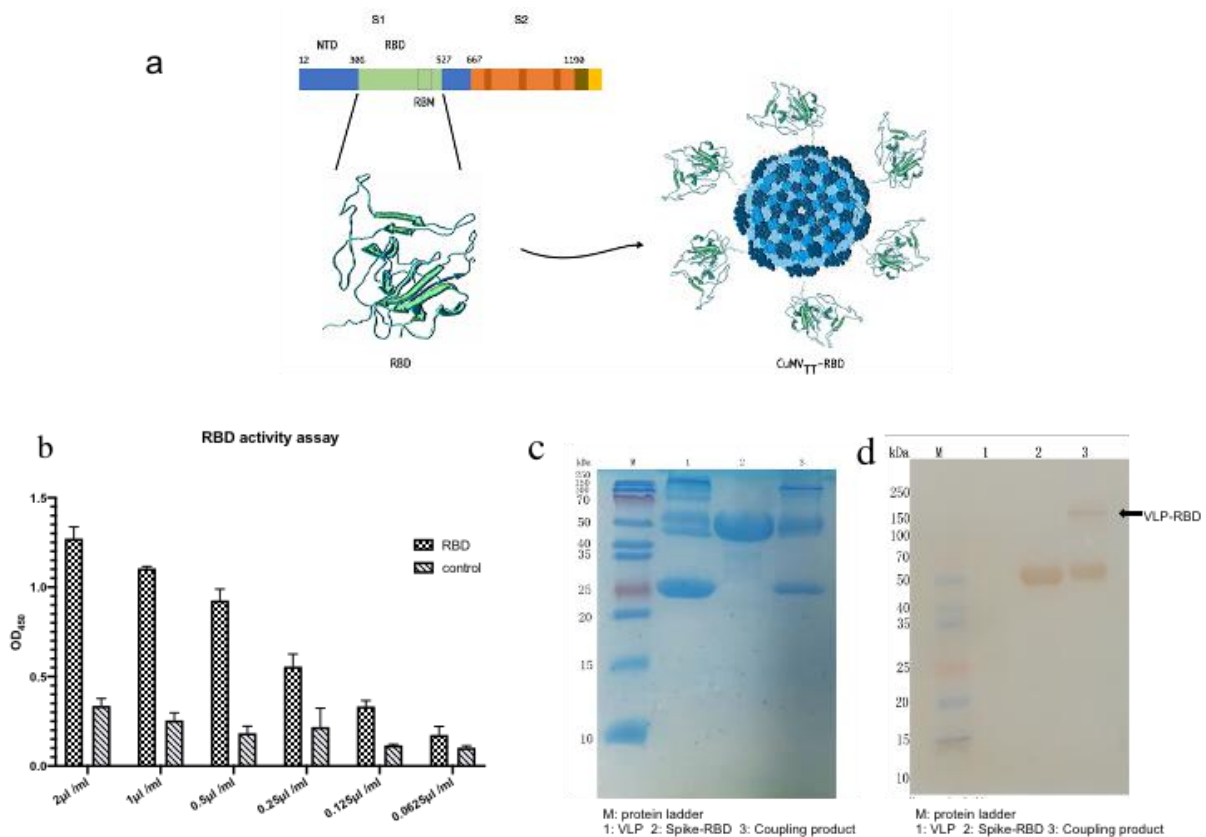 a
S1 S2
NTD RBD
12 306 527 667 1190
RBM
RBD
CuMVTT-RBD
b
RBD activity assay
OD450
1.5
1.0
0.5
0.0
RBD
control
2µl /ml 1µl /ml 0.5µl /ml 0.25µl /ml 0.125µl /ml 0.0625µl /ml
c
kDa M 1 2 3
250
150
100
70
50
40
35
25
20
15
10
M: protein ladder
1: VLP 2: Spike-RBD 3: Coupling product
d
kDa M 1 2 3
250
150
100
70
50
40
35
25
20
15
10
VLP-RBD
M: protein ladder
1: VLP 2: Spike-RBD 3: Coupling product